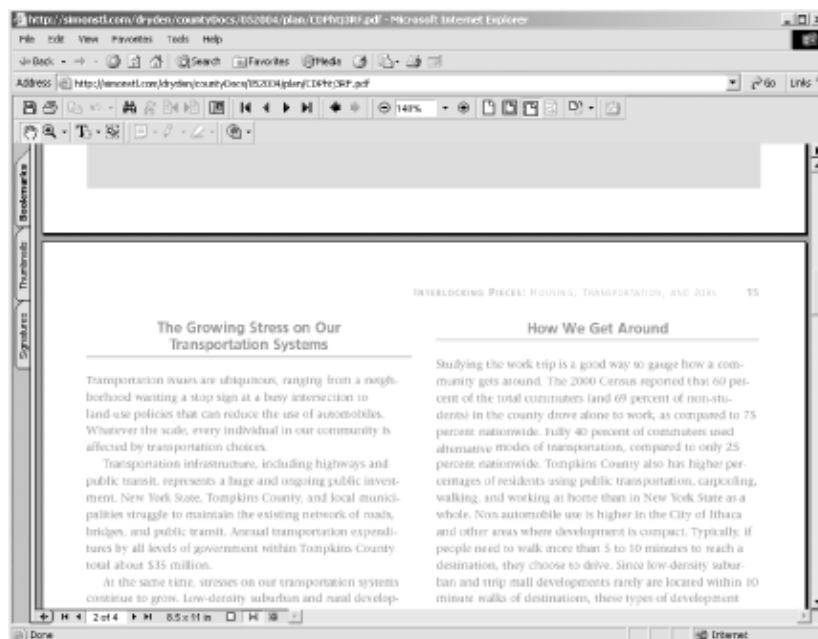 http://simonstl.com/dryden/countyDocs/052004/plan/CDPht3RF.pdf - Microsoft Internet Explorer
File Edit View Favorites Tools Help
Back Search Favorites Media
Address http://simonstl.com/dryden/countyDocs/052004/plan/CDPht3RF.pdf Go Links
148%
Bookmarks
Thumbnails
Signatures
INTERLOCKING PIECES: HOUSING, TRANSPORTATION, AND JOBS 15
The Growing Stress on Our
Transportation Systems
Transportation issues are ubiquitous, ranging from a neigh-
borhood wanting a stop sign at a busy intersection to
land-use policies that can reduce the use of automobiles.
Whatever the scale, every individual in our community is
affected by transportation choices.
Transportation infrastructure, including highways and
public transit, represents a huge and ongoing public invest-
ment. New York State, Tompkins County, and local munici-
palities struggle to maintain the existing network of roads,
bridges, and public transit. Annual transportation expendi-
tures by all levels of government within Tompkins County
total about $35 million.
At the same time, stresses on our transportation systems
continue to grow. Low-density suburban and rural develop-
How We Get Around
Studying the work trip is a good way to gauge how a com-
munity gets around. The 2000 Census reported that 60 per-
cent of the total commuters (and 69 percent of non-stu-
dents) in the county drove alone to work, as compared to 75
percent nationwide. Fully 40 percent of commuters used
alternative modes of transportation, compared to only 25
percent nationwide. Tompkins County also has higher per-
centages of residents using public transportation, carpooling,
walking, and working at home than in New York State as a
whole. Non-automobile use is higher in the City of Ithaca
and other areas where development is compact. Typically, if
people need to walk more than 5 to 10 minutes to reach a
destination, they choose to drive. Since low-density subur-
ban and strip mall developments rarely are located within 10
minute walks of destinations, these types of development
2 of 4 8.5 x 11 in
Done Internet